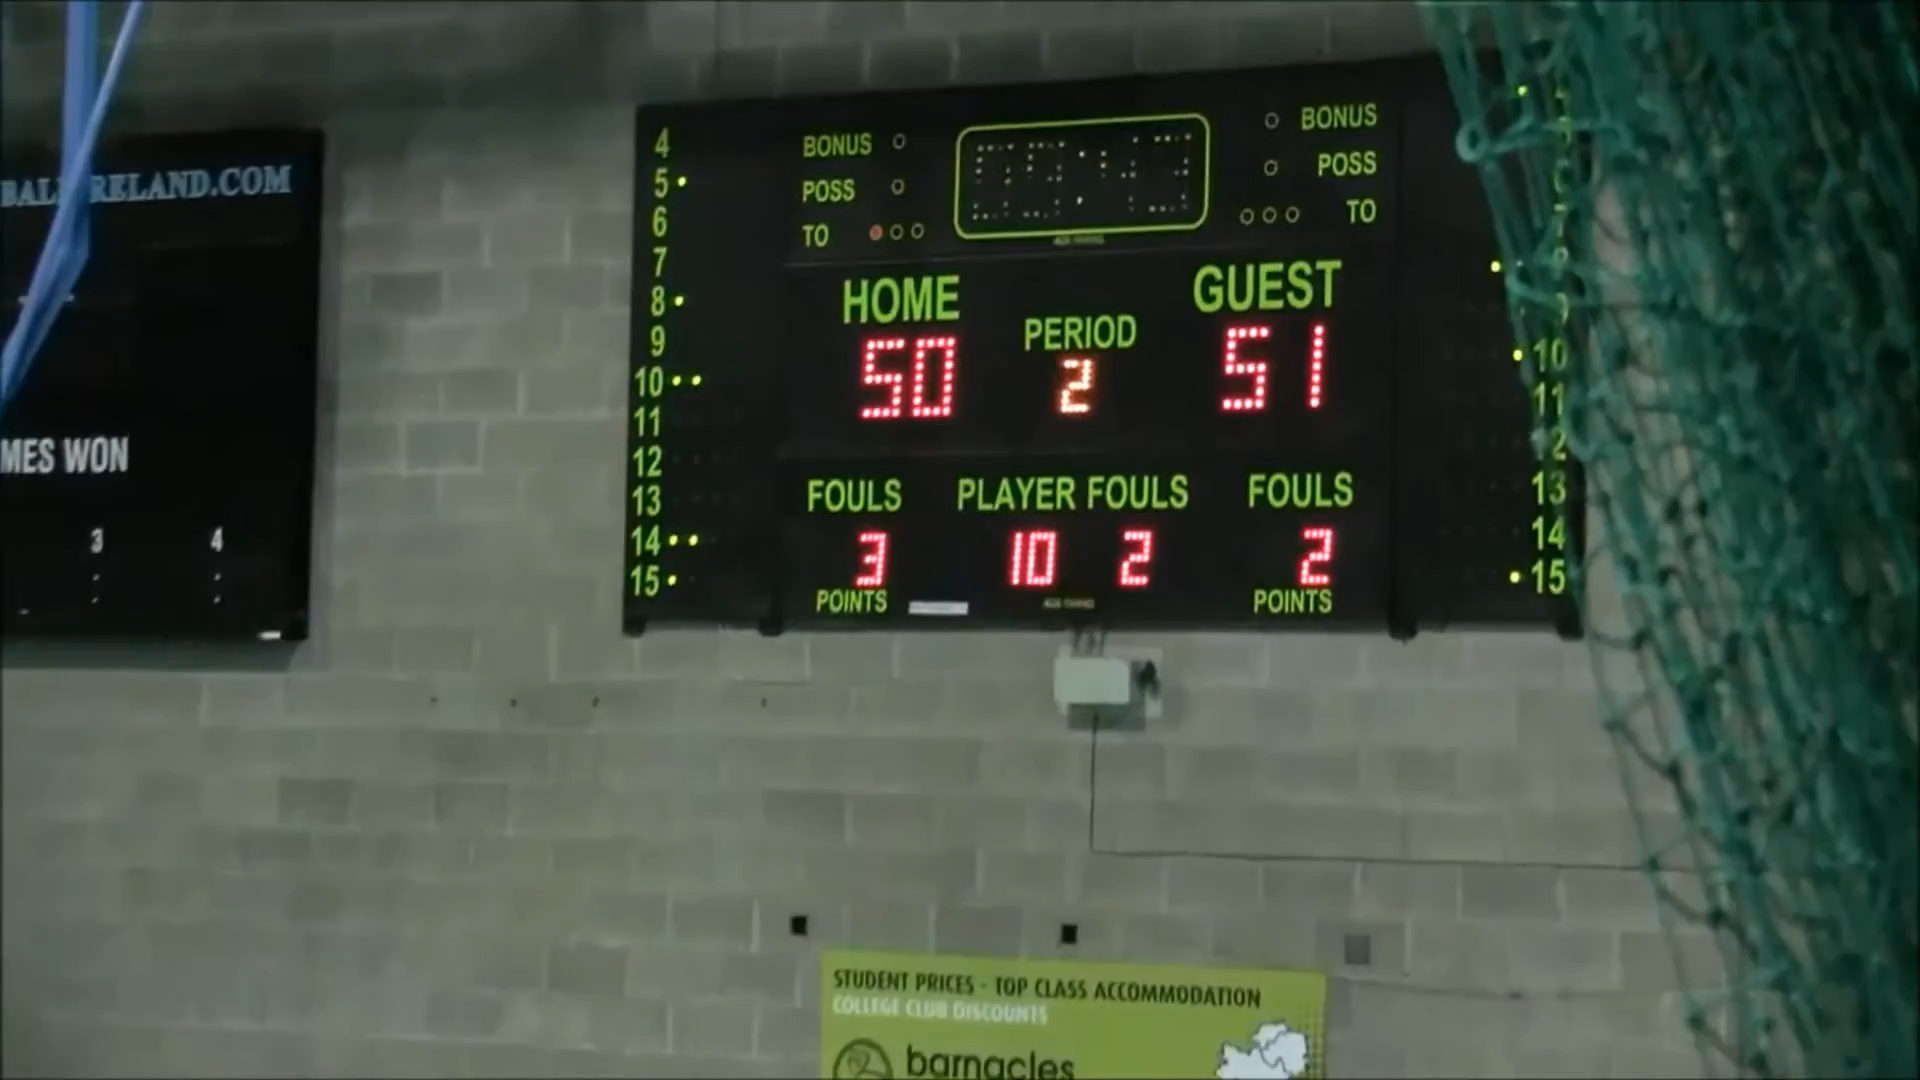 BALLIRELAND.COM
MES WON
3 4
4
5
6
7
8
9
10
11
12
13
14
15
BONUS
POSS
TO
BONUS
POSS
TO
HOME
GUEST
PERIOD
50 2 51
FOULS PLAYER FOULS FOULS
3 10 2 2
POINTS POINTS
10
11
12
13
14
15
STUDENT PRICES - TOP CLASS ACCOMMODATION
COLLEGE CLUB DISCOUNTS
barnacles